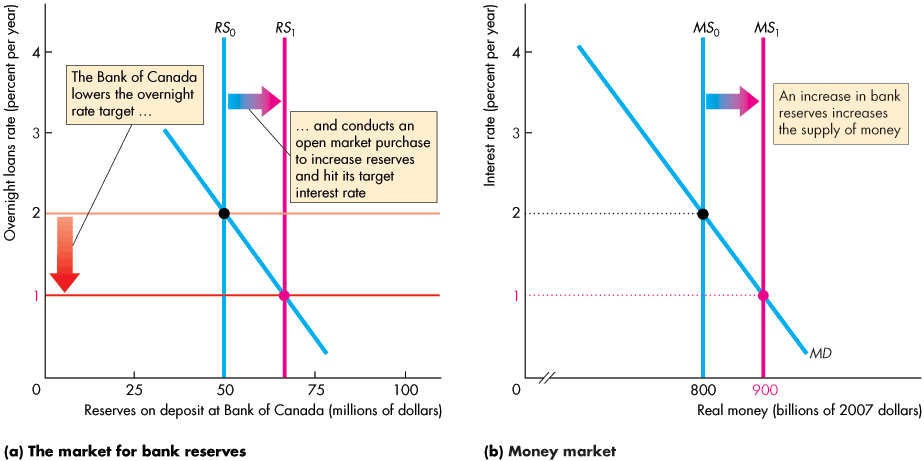 Overnight loans rate (percent per year)
4
3
2
1
0
RS0
RS1
The Bank of Canada
lowers the overnight
rate target …
… and conducts an
open market purchase
to increase reserves
and hit its target
interest rate
25
50
75
100
Reserves on deposit at Bank of Canada (millions of dollars)
(a) The market for bank reserves
Interest rate (percent per year)
4
3
2
1
0
MS0
MS1
An increase in bank
reserves increases
the supply of money
MD
800
900
Real money (billions of 2007 dollars)
(b) Money market